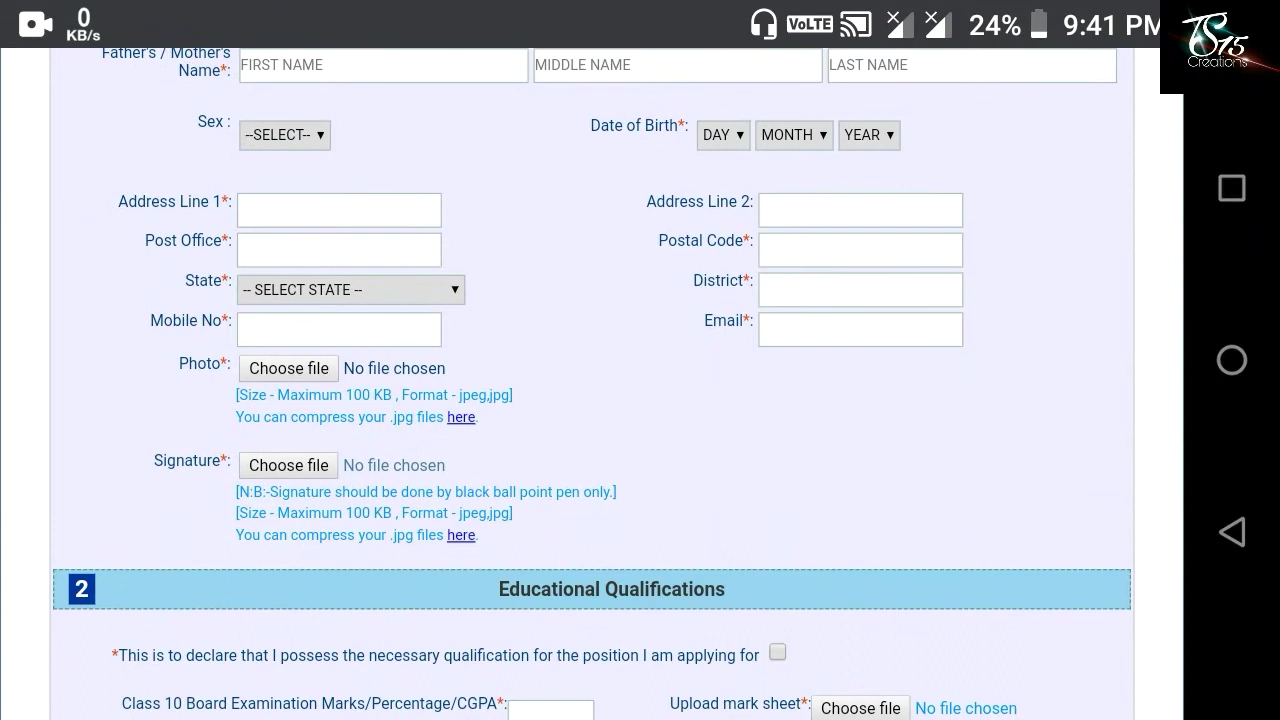 0
KB/s
VoLTE
24%
9:41 PM
TS15
Creations
Father's / Mother's
Name*: FIRST NAME MIDDLE NAME LAST NAME
Sex : --SELECT-- Date of Birth*: DAY MONTH YEAR
Address Line 1*: Address Line 2:
Post Office*: Postal Code*:
State*: -- SELECT STATE -- District*:
Mobile No*: Email*:
Photo*: Choose file No file chosen
[Size - Maximum 100 KB , Format - jpeg,jpg]
You can compress your .jpg files here.
Signature*: Choose file No file chosen
[N:B:-Signature should be done by black ball point pen only.]
[Size - Maximum 100 KB , Format - jpeg,jpg]
You can compress your .jpg files here.
2 Educational Qualifications
*This is to declare that I possess the necessary qualification for the position I am applying for
Class 10 Board Examination Marks/Percentage/CGPA*: Upload mark sheet*: Choose file No file chosen